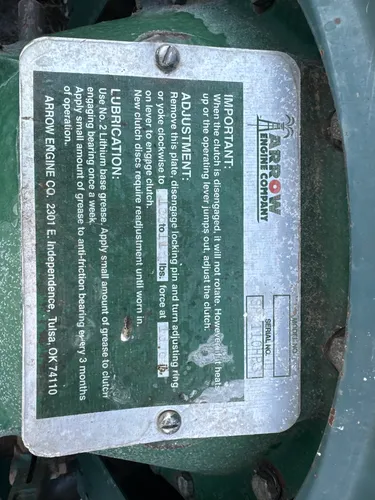 ARROW
ENGINE COMPANY
MODEL NO.
SERIAL NO.
IMPORTANT:
When the clutch is disengaged, it will not rotate. However, if it heats
up or the operating lever jumps out, adjust the clutch.
ADJUSTMENT:
Remove this plate, disengage locking pin and turn adjusting ring
or yoke clockwise to to lbs. force at
on lever to engage clutch.
New clutch discs require readjustment until worn in.
LUBRICATION:
Use No. 2 Lithium base grease. Apply small amount of grease to clutch
engaging bearing once a week.
Apply small amount of grease to anti-friction bearing every 3 months
of operation.
ARROW ENGINE CO. 2301 E. Independence, Tulsa, OK 74110